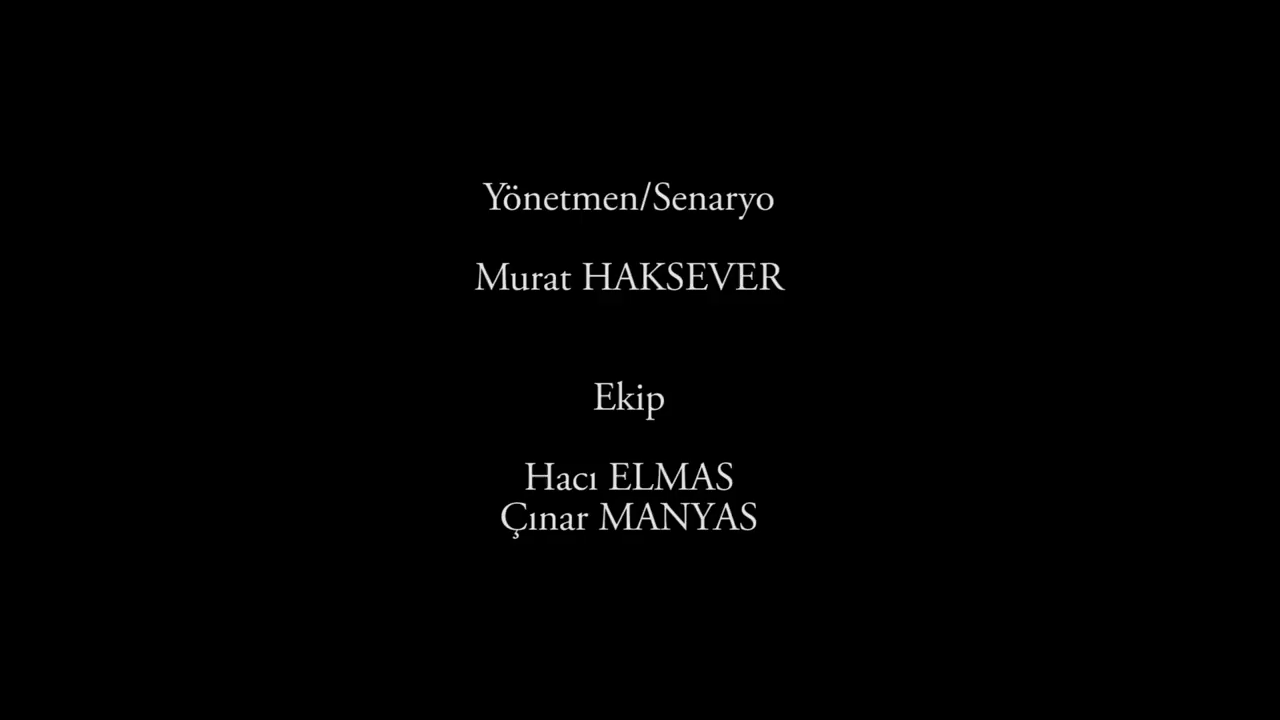 Yönetmen/Senaryo
Murat HAKSEVER
Ekip
Hacı ELMAS
Çınar MANYAS